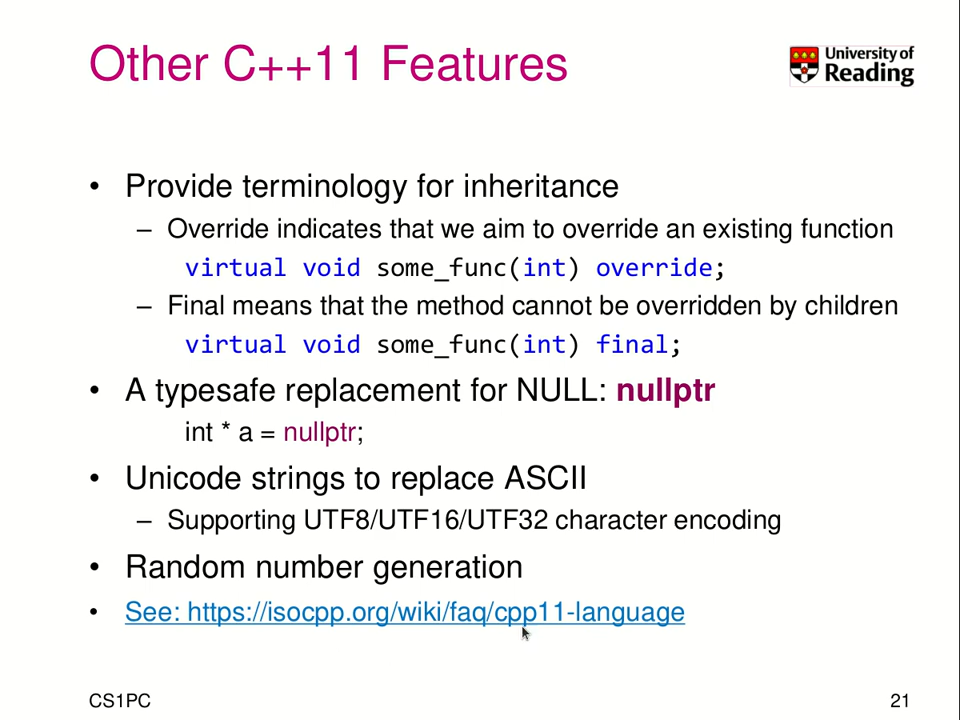 Other C++11 Features
University of
Reading
• Provide terminology for inheritance
– Override indicates that we aim to override an existing function
virtual void some_func(int) override;
– Final means that the method cannot be overridden by children
virtual void some_func(int) final;
• A typesafe replacement for NULL: nullptr
int * a = nullptr;
• Unicode strings to replace ASCII
– Supporting UTF8/UTF16/UTF32 character encoding
• Random number generation
• See: https://isocpp.org/wiki/faq/cpp11-language
CS1PC
21